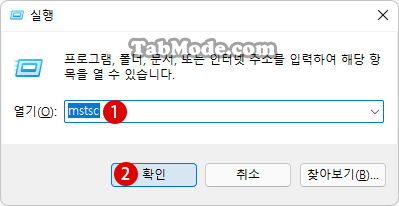 실행
TabMode.com
프로그램, 폴더, 문서, 또는 인터넷 주소를 입력하여 해당 항
목을 열 수 있습니다.
열기(O): mstsc 1
2 확인 취소 찾아보기(B)...